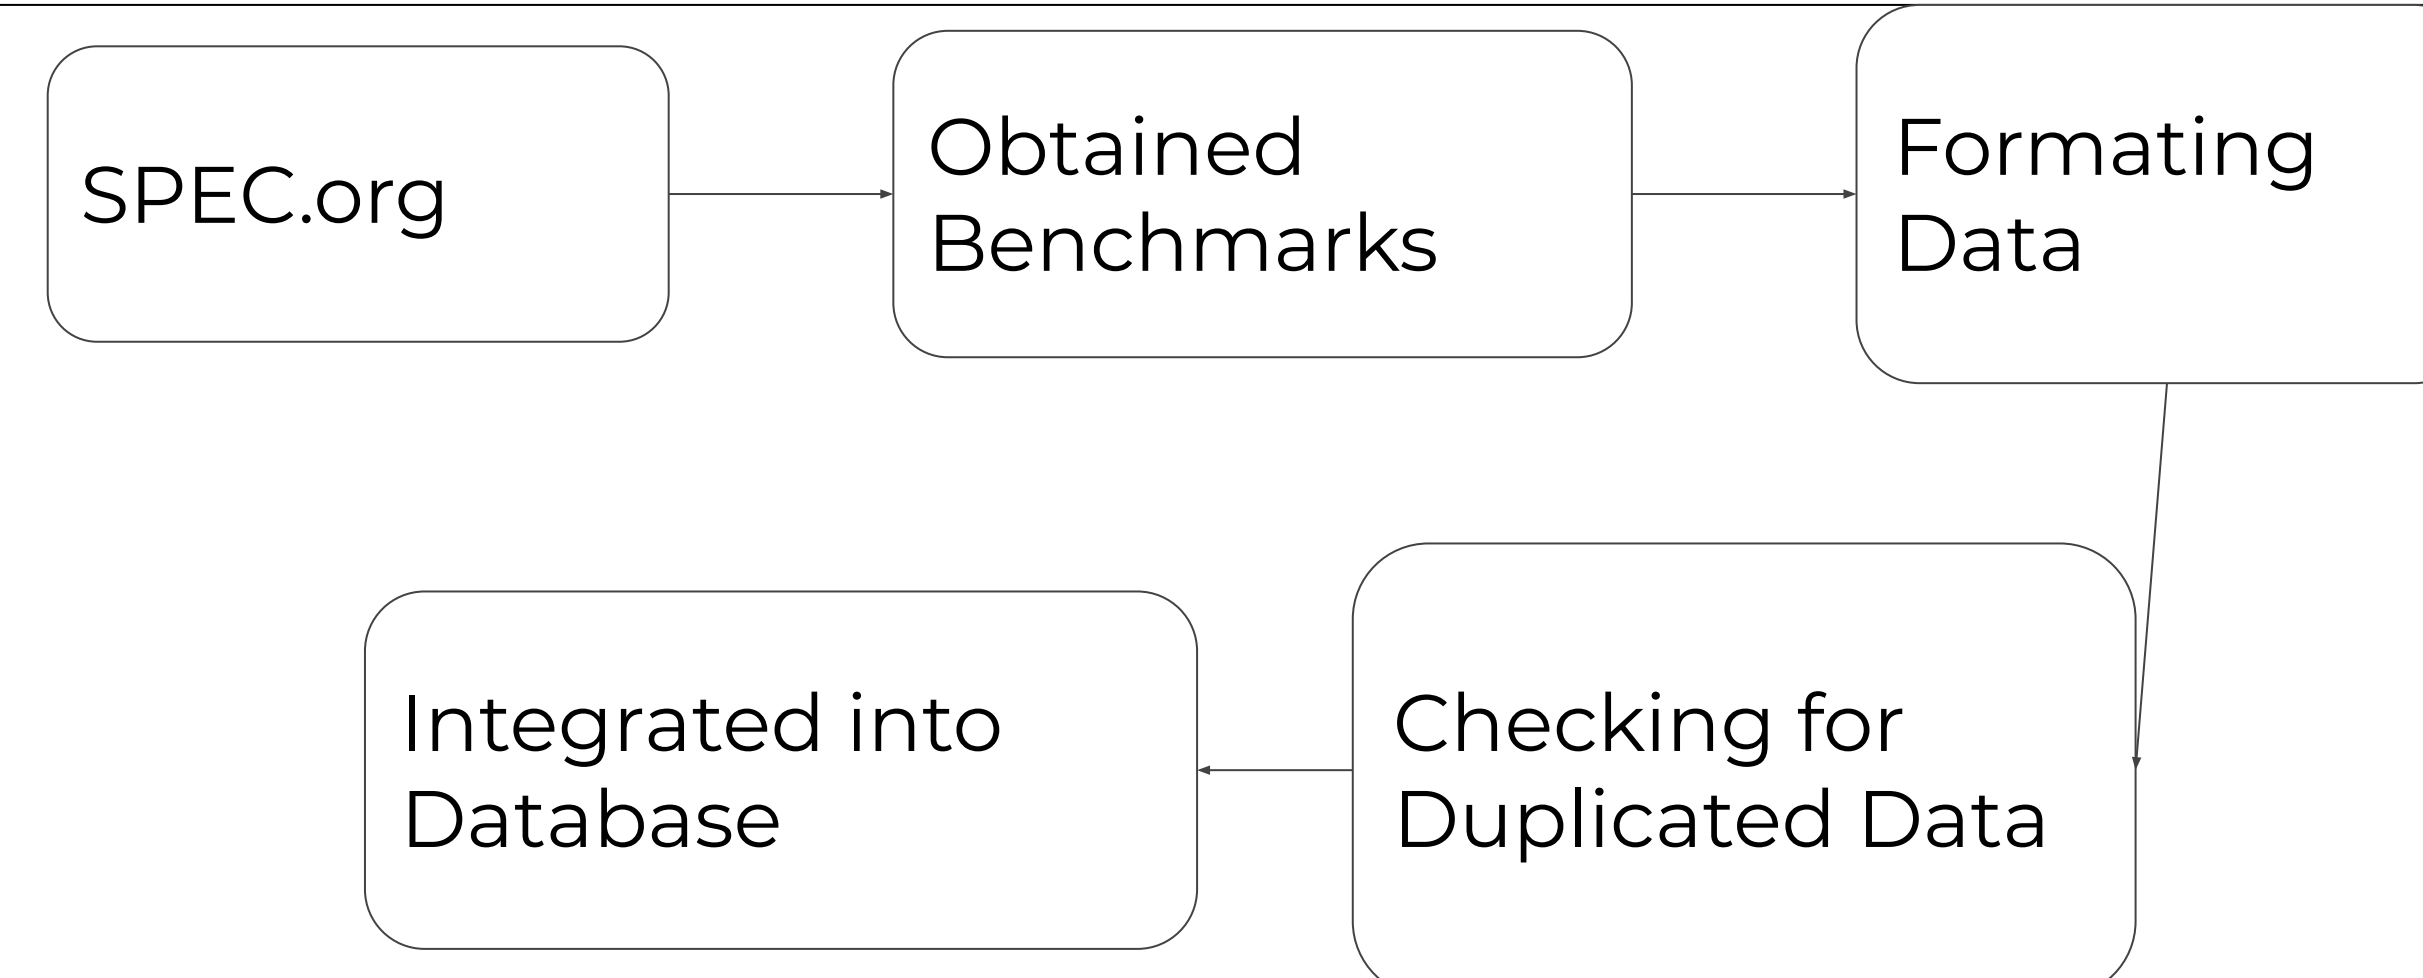 SPEC.org
Obtained
Benchmarks
Formating
Data
Checking for
Duplicated Data
Integrated into
Database